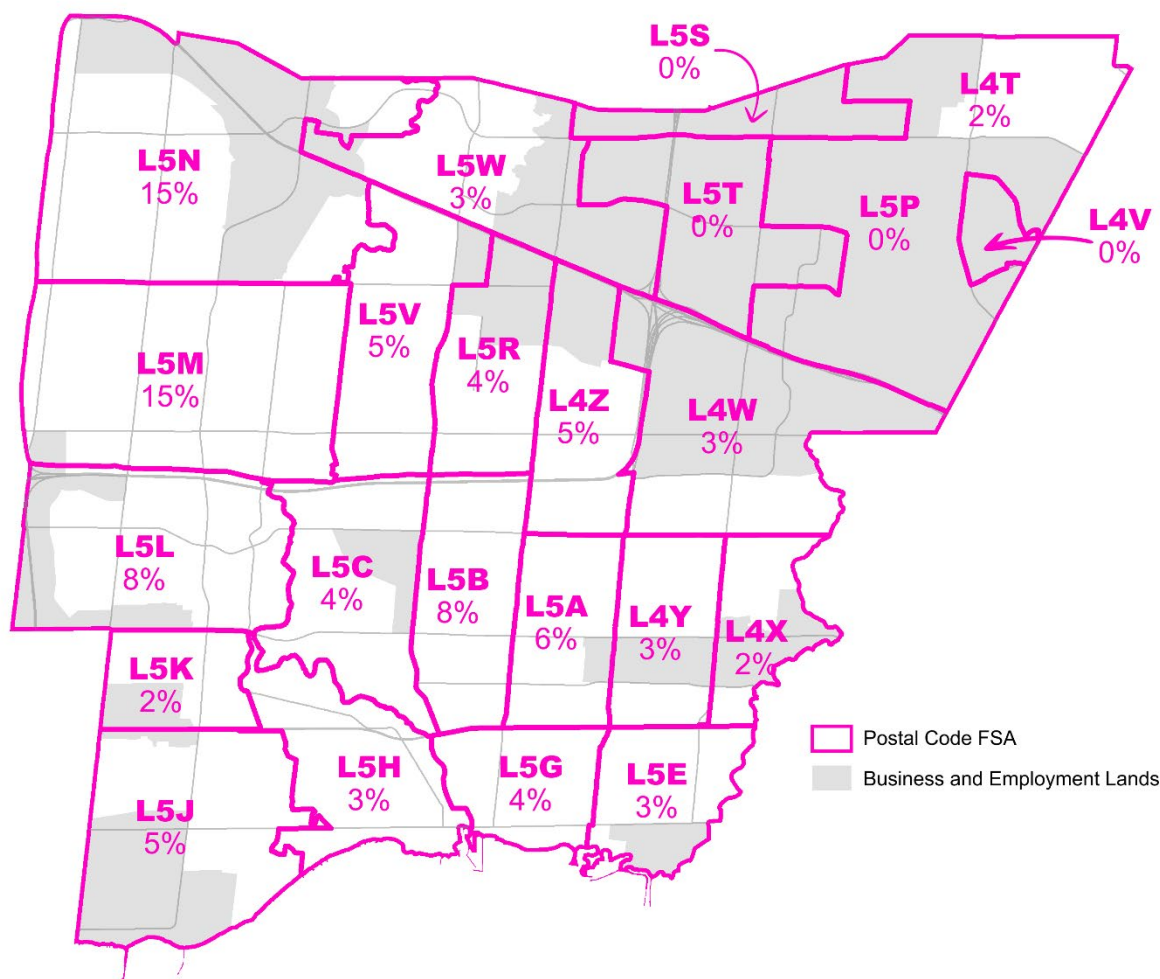 L5S
0%
L4T
2%
L5N
15%
L5W
3%
L5T
0%
L5P
0%
L4V
0%
L5V
5%
L5R
4%
L5M
15%
L4Z
5%
L4W
3%
L5L
8%
L5C
4%
L5B
8%
L5A
6%
L4Y
3%
L4X
2%
L5K
2%
L5H
3%
L5G
4%
L5E
3%
L5J
5%
Postal Code FSA
Business and Employment Lands